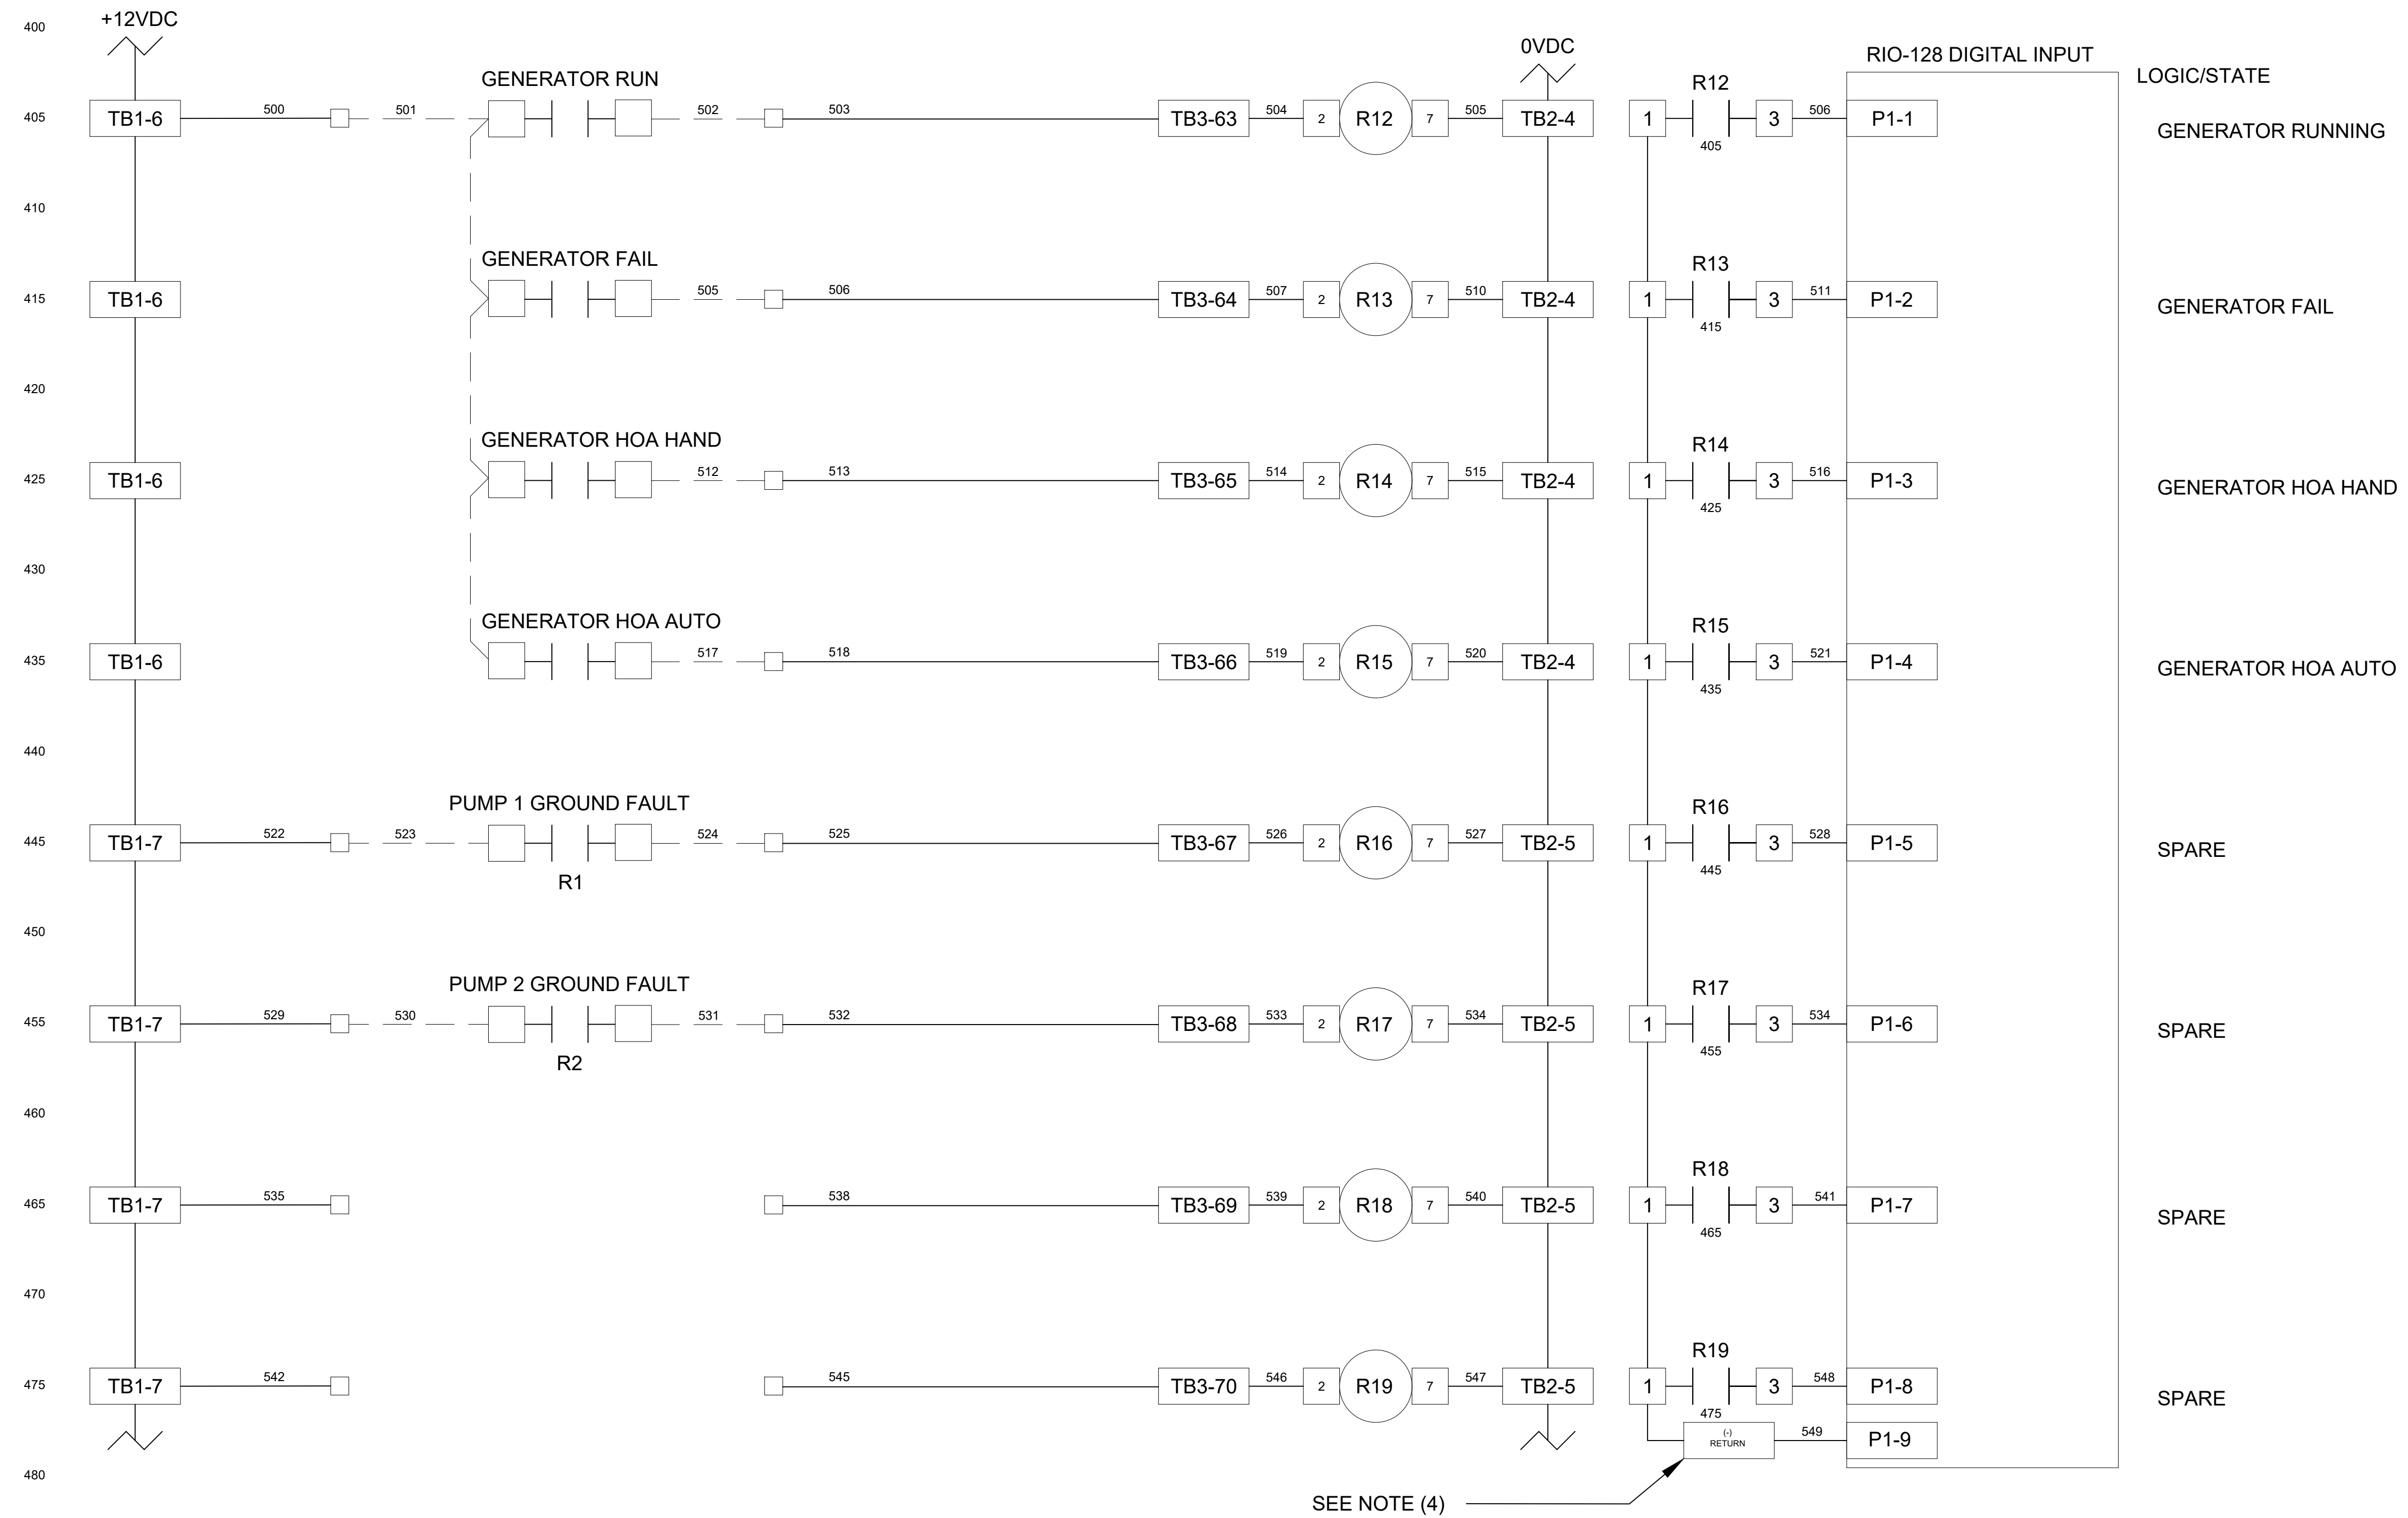 400
+12VDC
0VDC
RIO-128 DIGITAL INPUT
LOGIC/STATE
GENERATOR RUN
R12
405
TB1-6 500 501 502 503 TB3-63 504 2 R12 7 505 TB2-4 1 3 506 P1-1
GENERATOR RUNNING
405
410
GENERATOR FAIL
R13
415
TB1-6 505 506 TB3-64 507 2 R13 7 510 TB2-4 1 3 511 P1-2
GENERATOR FAIL
415
420
GENERATOR HOA HAND
R14
425
TB1-6 512 513 TB3-65 514 2 R14 7 515 TB2-4 1 3 516 P1-3
GENERATOR HOA HAND
425
430
GENERATOR HOA AUTO
R15
435
TB1-6 517 518 TB3-66 519 2 R15 7 520 TB2-4 1 3 521 P1-4
GENERATOR HOA AUTO
435
440
PUMP 1 GROUND FAULT
R16
445
TB1-7 522 523 524 525 TB3-67 526 2 R16 7 527 TB2-5 1 3 528 P1-5
SPARE
445
R1
450
PUMP 2 GROUND FAULT
R17
455
TB1-7 529 530 531 532 TB3-68 533 2 R17 7 534 TB2-5 1 3 534 P1-6
SPARE
455
R2
460
R18
465
TB1-7 535 538 TB3-69 539 2 R18 7 540 TB2-5 1 3 541 P1-7
SPARE
465
470
R19
475
TB1-7 542 545 TB3-70 546 2 R19 7 547 TB2-5 1 3 548 P1-8
SPARE
475
(-)
RETURN
549 P1-9
480
SEE NOTE (4)